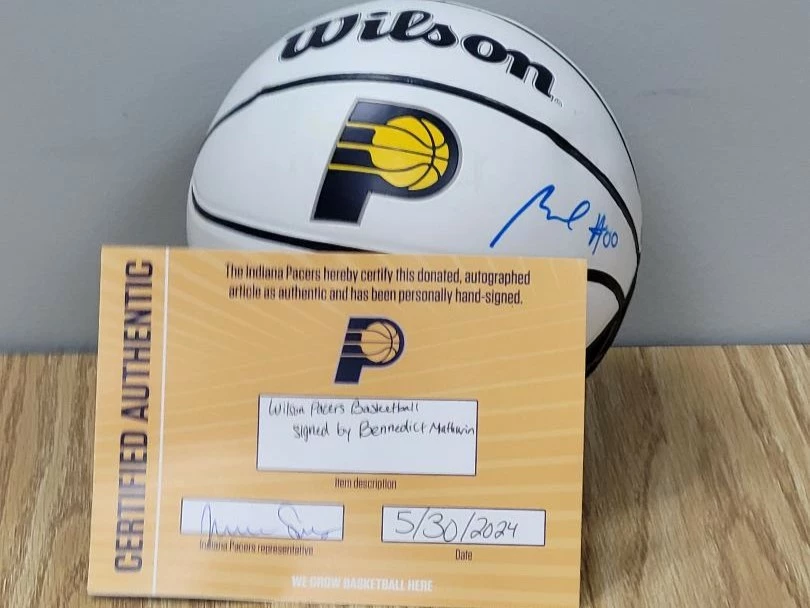 Wilson
#00
CERTIFIED AUTHENTIC
The Indiana Pacers hereby certify this donated, autographed
article as authentic and has been personally hand-signed.
Wilson Pacers Basketball
signed by Bennedict Mathurin
Item description
Indiana Pacers representative
5/30/2024
Date
WE GROW BASKETBALL HERE